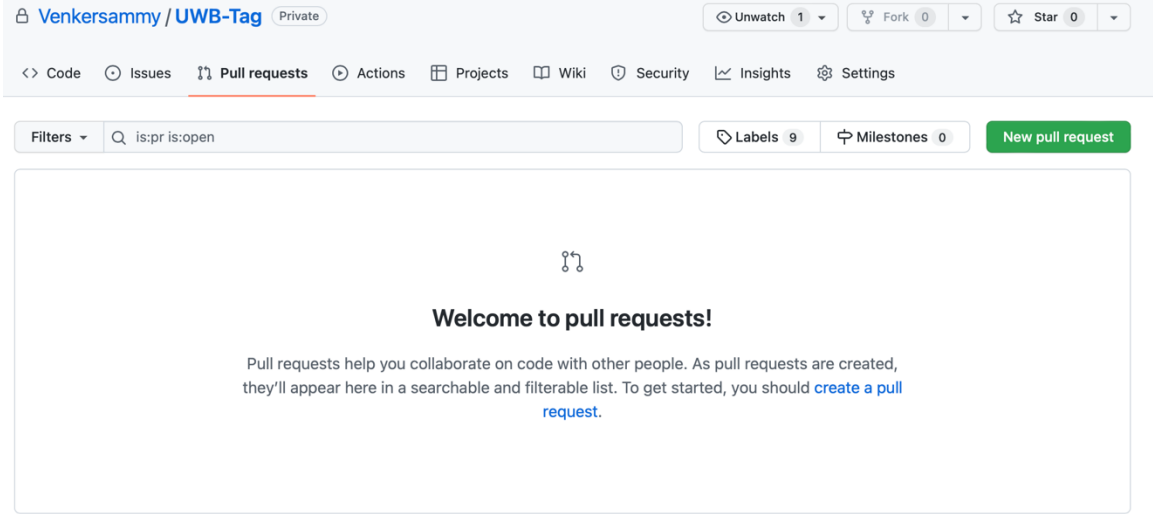 Venkersammy / UWB-Tag Private Unwatch 1 Fork 0 Star 0
Code Issues Pull requests Actions Projects Wiki Security Insights Settings
Filters is:pr is:open Labels 9 Milestones 0 New pull request
Welcome to pull requests!
Pull requests help you collaborate on code with other people. As pull requests are created,
they'll appear here in a searchable and filterable list. To get started, you should create a pull
request.